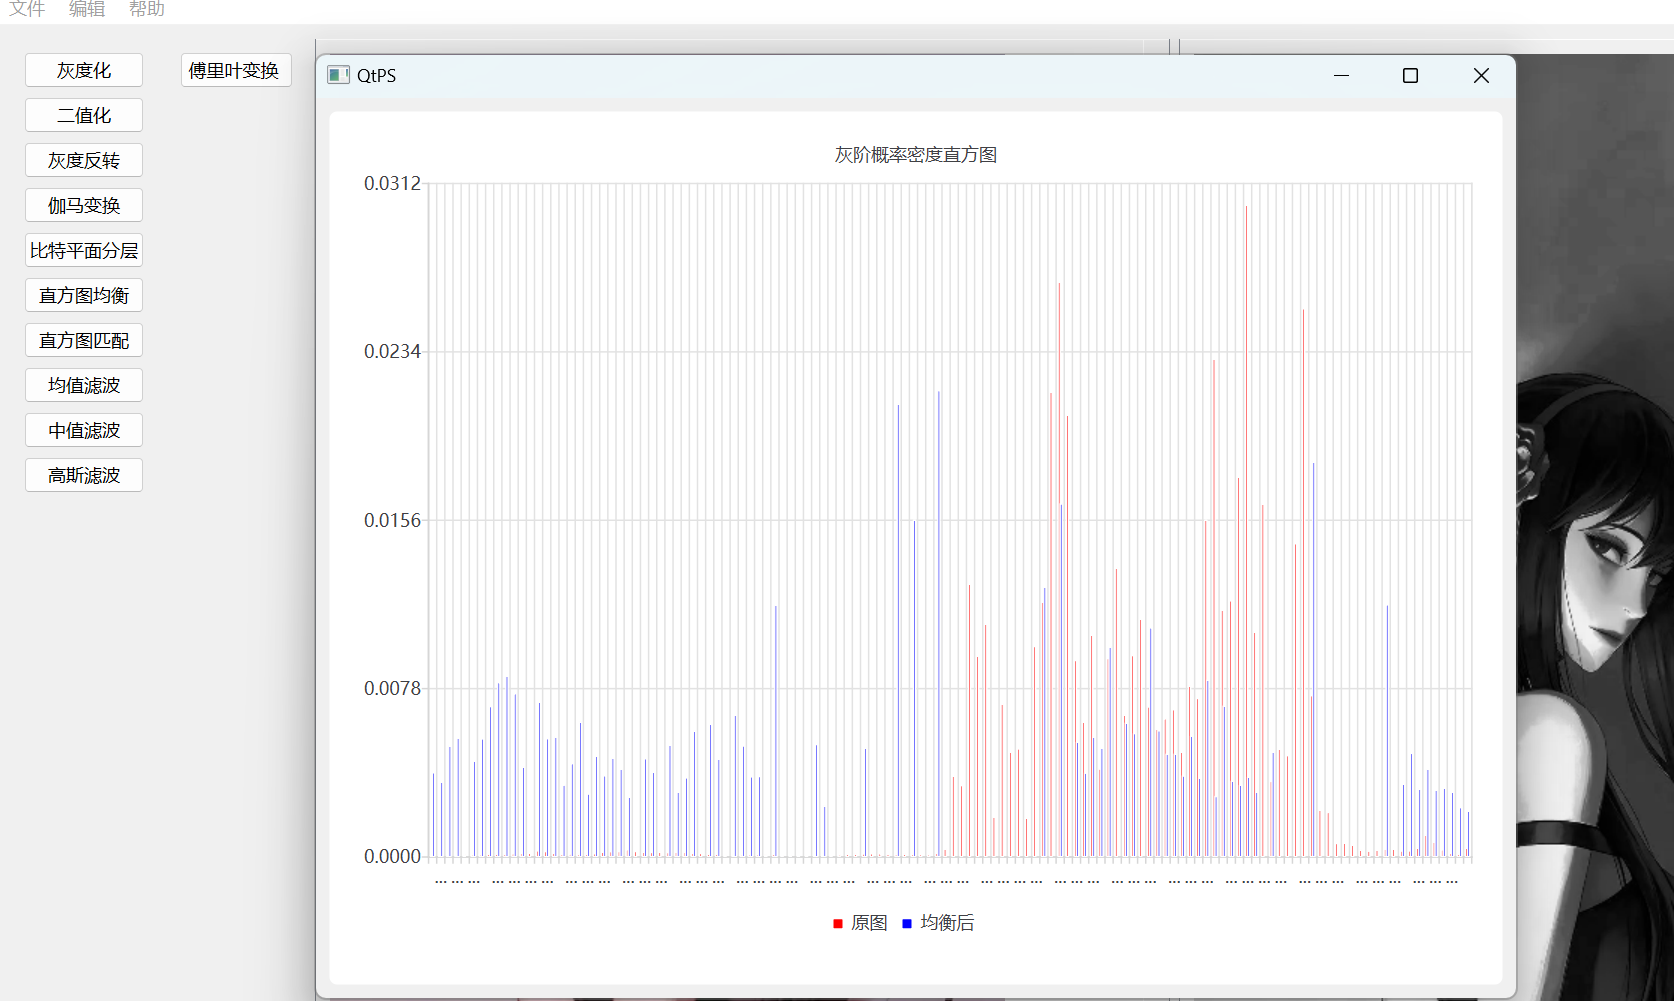 文件 编辑 帮助
灰度化 傅里叶变换
二值化
灰度反转
伽马变换
比特平面分层
直方图均衡
直方图匹配
均值滤波
中值滤波
高斯滤波
QtPS
灰阶概率密度直方图
0.0312
0.0234
0.0156
0.0078
0.0000
... ... ... ... ... ... ... ... ... ... ... ... ... ... ... ... ... ... ... ... ... ... ... ... ... ... ... ... ... ... ... ... ... ... ... ... ... ... ... ... ... ... ... ... ... ... ... ... ... ... ... ... ... ... ... ... ... ...
原图 均衡后